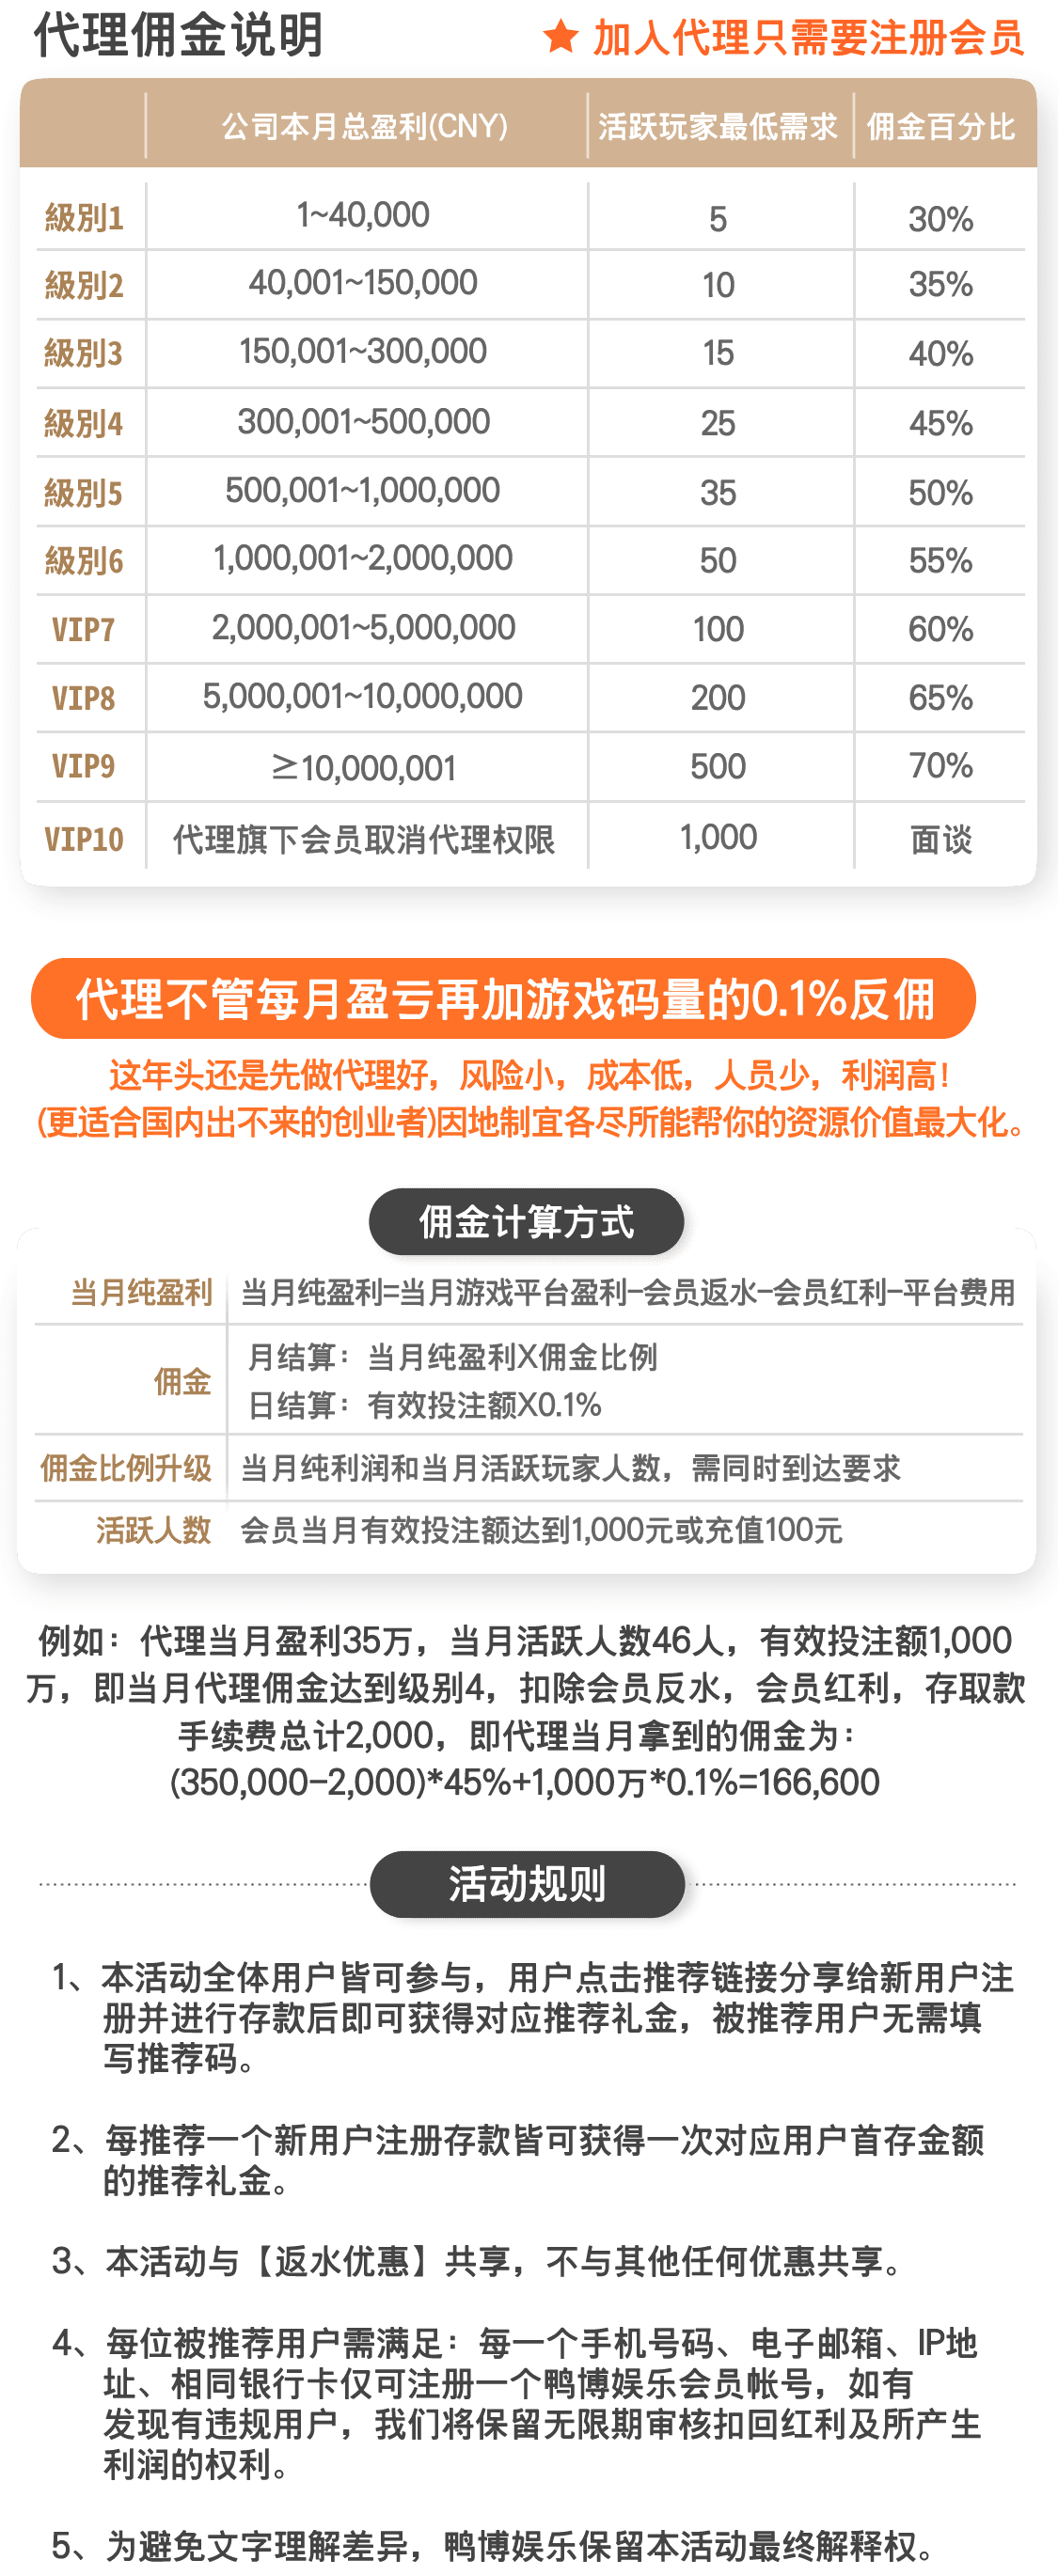 代理佣金说明
★ 加人代理只需要注册会员
公司本月总盈利(CNY) 活跃玩家最低需求 佣金百分比
級別1 1~40,000 5 30%
級別2 40,001~150,000 10 35%
級別3 150,001~300,000 15 40%
級別4 300,001~500,000 25 45%
級別5 500,001~1,000,000 35 50%
級別6 1,000,001~2,000,000 50 55%
VIP7 2,000,001~5,000,000 100 60%
VIP8 5,000,001~10,000,000 200 65%
VIP9 ≥10,000,001 500 70%
VIP10 代理旗下会员取消代理权限 1,000 面谈
代理不管每月盈亏再加游戏码量的0.1%反佣
这年头还是先做代理好，风险小，成本低，人员少，利润高！
(更适合国内出不来的创业者)因地制宜各尽所能帮你的资源价值最大化。
佣金计算方式
当月纯盈利 当月纯盈利=当月游戏平台盈利–会员返水–会员红利–平台费用
佣金
月结算：当月纯盈利X佣金比例
日结算：有效投注额X0.1%
佣金比例升级 当月纯利润和当月活跃玩家人数，需同时到达要求
活跃人数 会员当月有效投注额达到1,000元或充值100元
例如：代理当月盈利35万，当月活跃人数46人，有效投注额1,000
万，即当月代理佣金达到级别4，扣除会员反水，会员红利，存取款
手续费总计2,000，即代理当月拿到的佣金为：
(350,000–2,000)*45%+1,000万*0.1%=166,600
活动规则
1、本活动全体用户皆可参与，用户点击推荐链接分享给新用户注
册并进行存款后即可获得对应推荐礼金，被推荐用户无需填
写推荐码。
2、每推荐一个新用户注册存款皆可获得一次对应用户首存金额
的推荐礼金。
3、本活动与【返水优惠】共享，不与其他任何优惠共享。
4、每位被推荐用户需满足：每一个手机号码、电子邮箱、IP地
址、相同银行卡仅可注册一个鸭博娱乐会员帐号，如有
发现有违规用户，我们将保留无限期审核扣回红利及所产生
利润的权利。
5、为避免文字理解差异，鸭博娱乐保留本活动最终解释权。